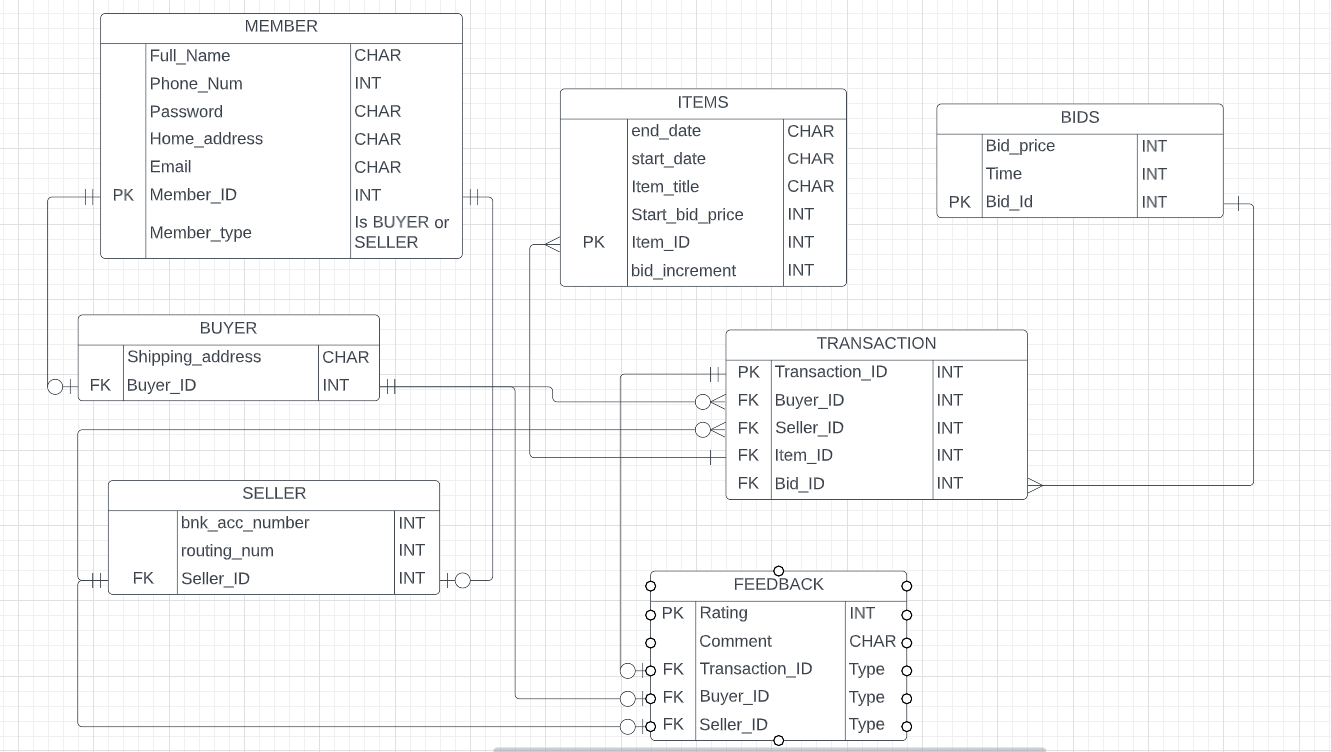 MEMBER
Full_Name CHAR
Phone_Num INT
Password CHAR
Home_address CHAR
Email CHAR
PK Member_ID INT
Member_type Is BUYER or
SELLER
ITEMS
end_date CHAR
start_date CHAR
Item_title CHAR
Start_bid_price INT
PK Item_ID INT
bid_increment INT
BIDS
Bid_price INT
Time INT
PK Bid_Id INT
BUYER
Shipping_address CHAR
FK Buyer_ID INT
TRANSACTION
PK Transaction_ID INT
FK Buyer_ID INT
FK Seller_ID INT
FK Item_ID INT
FK Bid_ID INT
SELLER
bnk_acc_number INT
routing_num INT
FK Seller_ID INT
FEEDBACK
PK Rating INT
Comment CHAR
FK Transaction_ID Type
FK Buyer_ID Type
FK Seller_ID Type